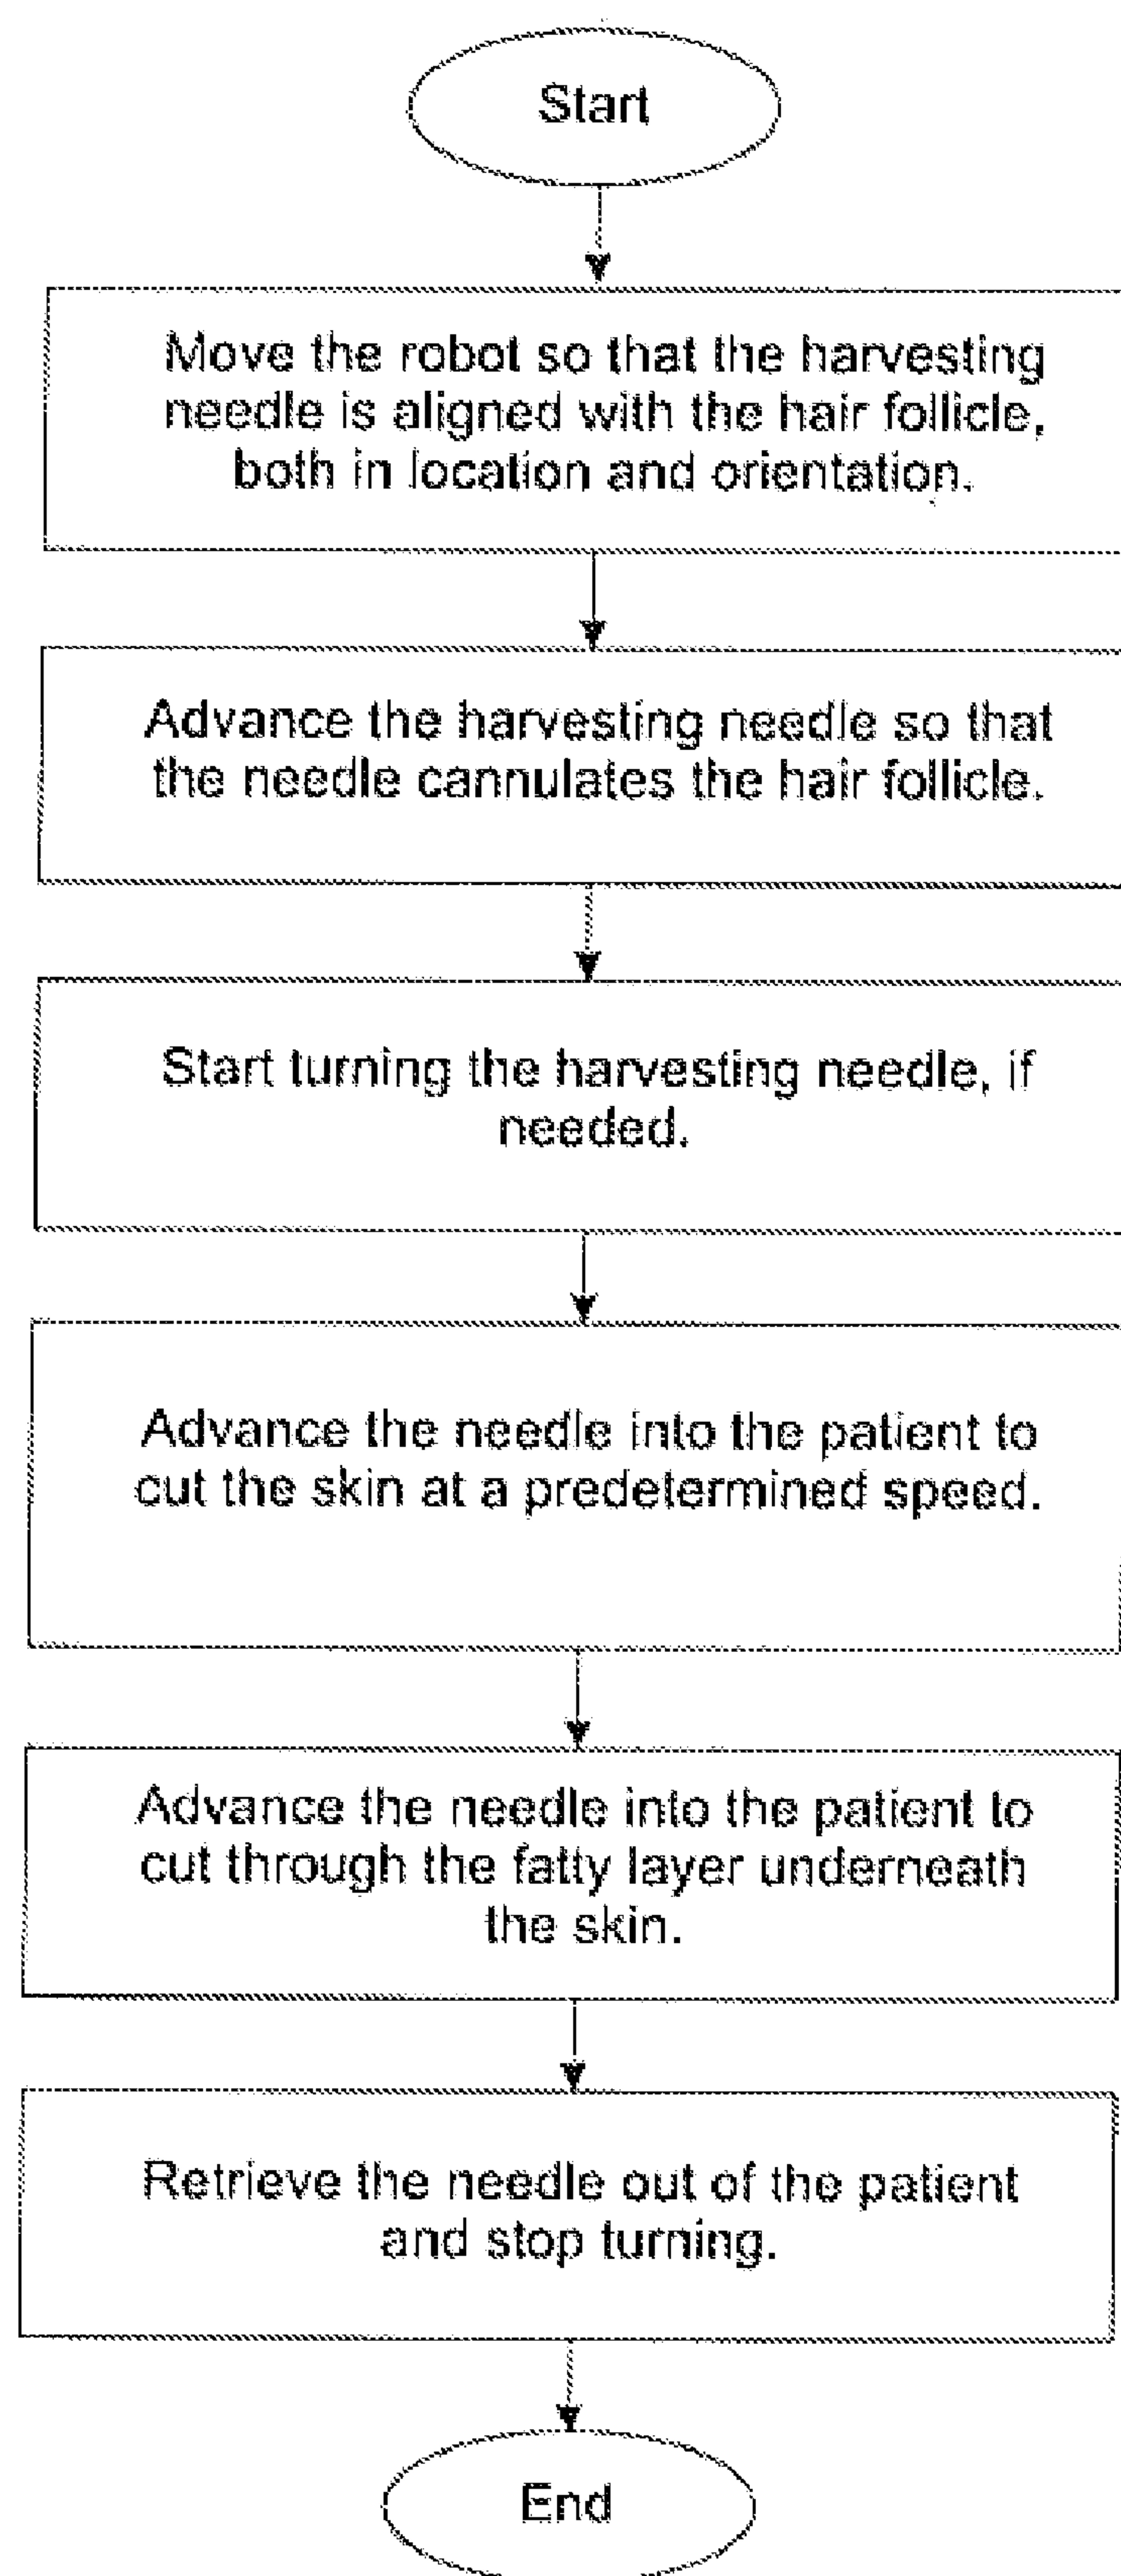 Start
Move the robot so that the harvesting
needle is aligned with the hair follicle,
both in location and orientation.
Advance the harvesting needle so that
the needle cannulates the hair follicle.
Start turning the harvesting needle, if
needed.
Advance the needle into the patient to
cut the skin at a predetermined speed.
Advance the needle into the patient to
cut through the fatty layer underneath
the skin.
Retrieve the needle out of the patient
and stop turning.
End